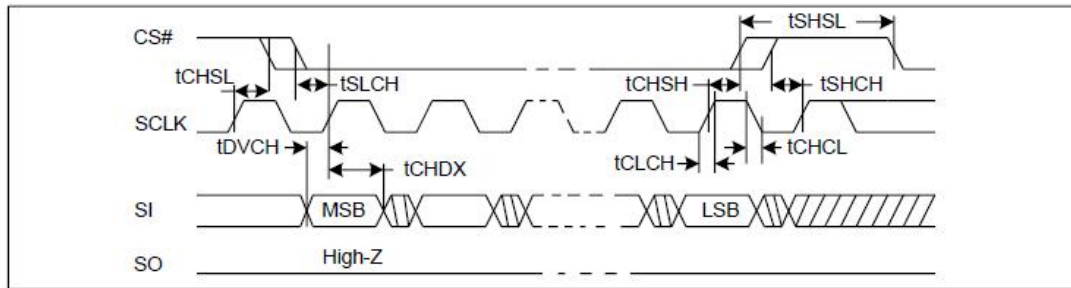 tSHSL
CS#
tCHSL
tSLCH
tCHSH
tSHCH
SCLK
tDVCH
tCHDX
tCLCH
tCHCL
SI
MSB
LSB
SO
High-Z